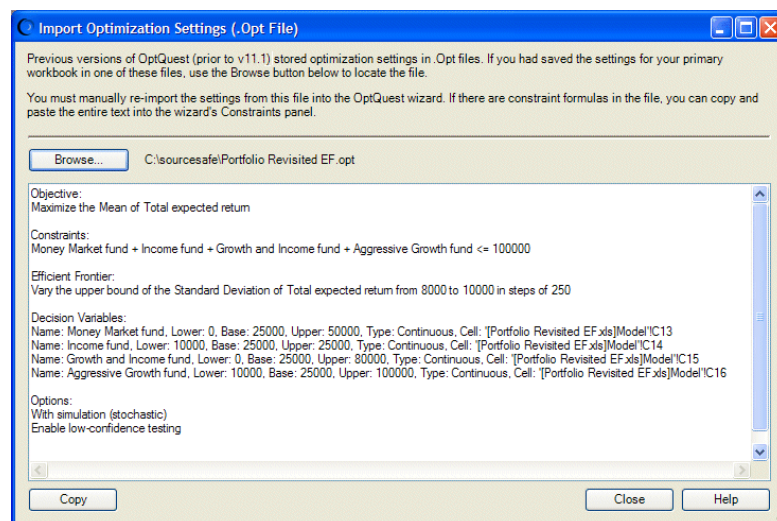 Import Optimization Settings (.Opt File)
Previous versions of OptQuest (prior to v11.1) stored optimization settings in .Opt files. If you had saved the settings for your primary
workbook in one of these files, use the Browse button below to locate the file.
You must manually re-import the settings from this file into the OptQuest wizard. If there are constraint formulas in the file, you can copy and
paste the entire text into the wizard's Constraints panel.
Browse... C:\sourcesafe\Portfolio Revisited EF.opt
Objective:
Maximize the Mean of Total expected return
Constraints:
Money Market fund + Income fund + Growth and Income fund + Aggressive Growth fund <= 100000
Efficient Frontier:
Vary the upper bound of the Standard Deviation of Total expected return from 8000 to 10000 in steps of 250
Decision Variables:
Name: Money Market fund, Lower: 0, Base: 25000, Upper: 50000, Type: Continuous, Cell: '[Portfolio Revisited EF.xls]Model'!C13
Name: Income fund, Lower: 10000, Base: 25000, Upper: 25000, Type: Continuous, Cell: '[Portfolio Revisited EF.xls]Model'!C14
Name: Growth and Income fund, Lower: 0, Base: 25000, Upper: 80000, Type: Continuous, Cell: '[Portfolio Revisited EF.xls]Model'!C15
Name: Aggressive Growth fund, Lower: 10000, Base: 25000, Upper: 100000, Type: Continuous, Cell: '[Portfolio Revisited EF.xls]Model'!C16
Options:
With simulation (stochastic)
Enable low-confidence testing
Copy Close Help